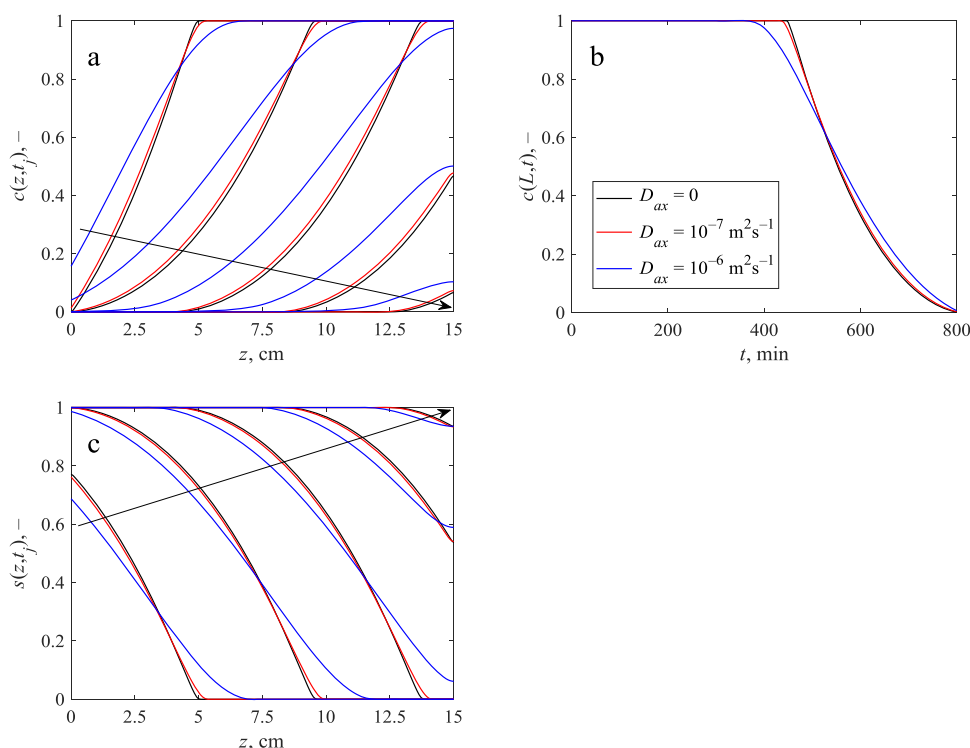 a
1
0.8
0.6
0.4
0.2
0
c(z,t_j), –
0 2.5 5 7.5 10 12.5 15
z, cm
b
1
0.8
0.6
0.4
0.2
0
c(L,t), –
D_ax = 0
D_ax = 10^−7 m^2s^−1
D_ax = 10^−6 m^2s^−1
0 200 400 600 800
t, min
c
1
0.8
0.6
0.4
0.2
0
s(z,t_j), –
0 2.5 5 7.5 10 12.5 15
z, cm